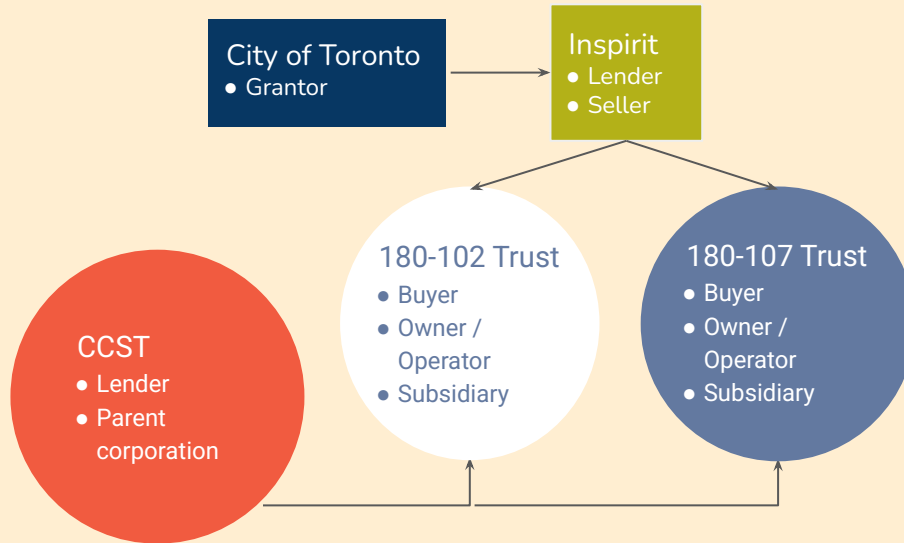 City of Toronto
● Grantor
Inspirit
● Lender
● Seller
180-102 Trust
● Buyer
● Owner /
Operator
● Subsidiary
180-107 Trust
● Buyer
● Owner /
Operator
● Subsidiary
CCST
● Lender
● Parent
corporation